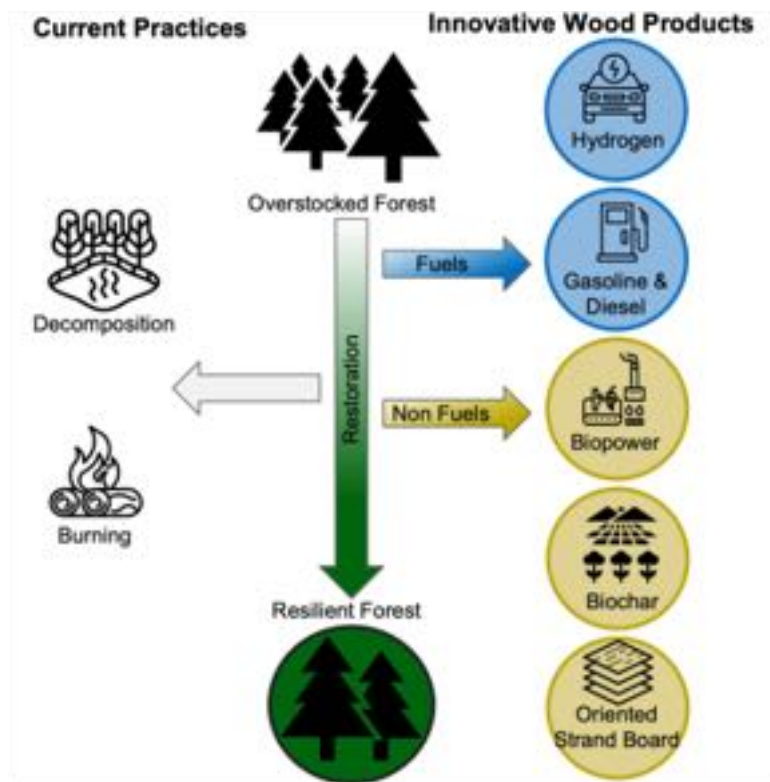 Current Practices
Innovative Wood Products
Hydrogen
Overstocked Forest
Decomposition
Fuels
Gasoline &
Diesel
Restoration
Non Fuels
Biopower
Burning
Biochar
Resilient Forest
Oriented
Strand Board